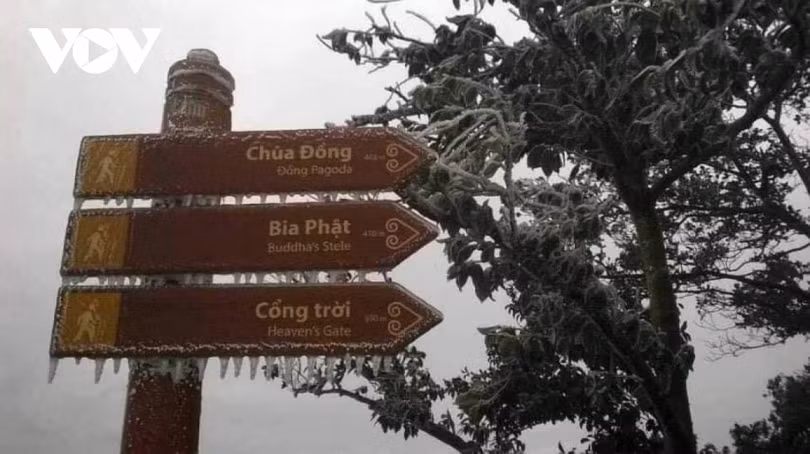 VOV
Chùa Đồng
Đồng Pagoda
Bia Phật
Buddha's Stele
Cổng trời
Heaven's Gate